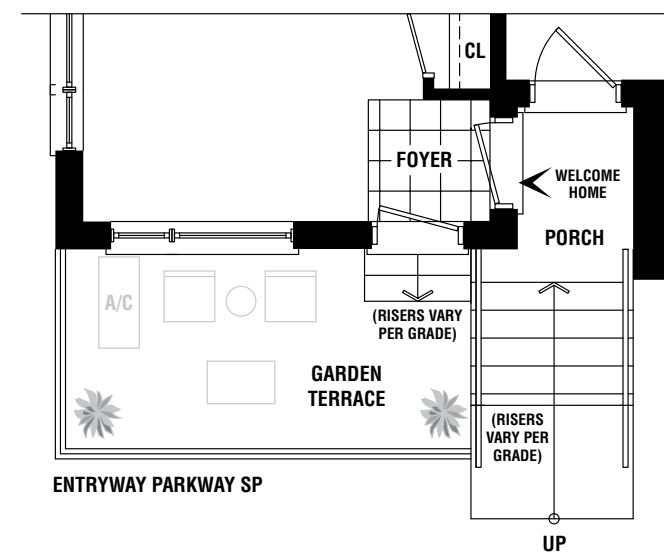 CL
FOYER
WELCOME
HOME
PORCH
A/C
(RISERS VARY
PER GRADE)
GARDEN
TERRACE
(RISERS
VARY PER
GRADE)
ENTRYWAY PARKWAY SP
UP